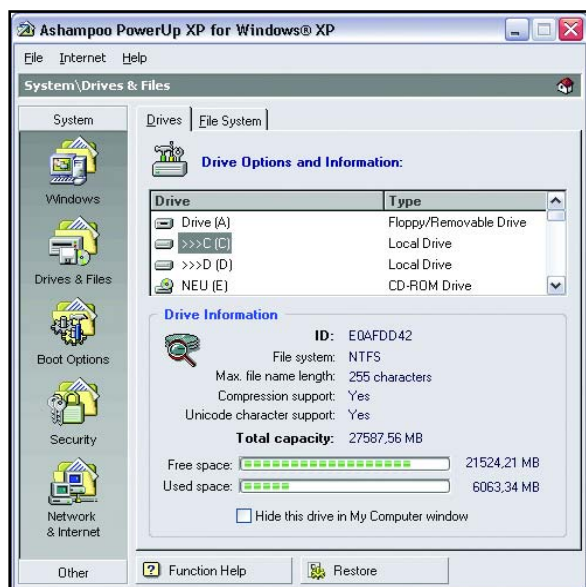 Ashampoo PowerUp XP for Windows® XP
File Internet Help
System\Drives & Files
System
Windows
Drives & Files
Boot Options
Security
Network
& Internet
Other
Drives File System
Drive Options and Information:
Drive Type
Drive (A) Floppy/Removable Drive
>>>C (C) Local Drive
>>>D (D) Local Drive
NEU (E) CD-ROM Drive
Drive Information
ID: E0AFDD42
File system: NTFS
Max. file name length: 255 characters
Compression support: Yes
Unicode character support: Yes
Total capacity: 27587,56 MB
Free space: 21524,21 MB
Used space: 6063,34 MB
Hide this drive in My Computer window
Function Help Restore